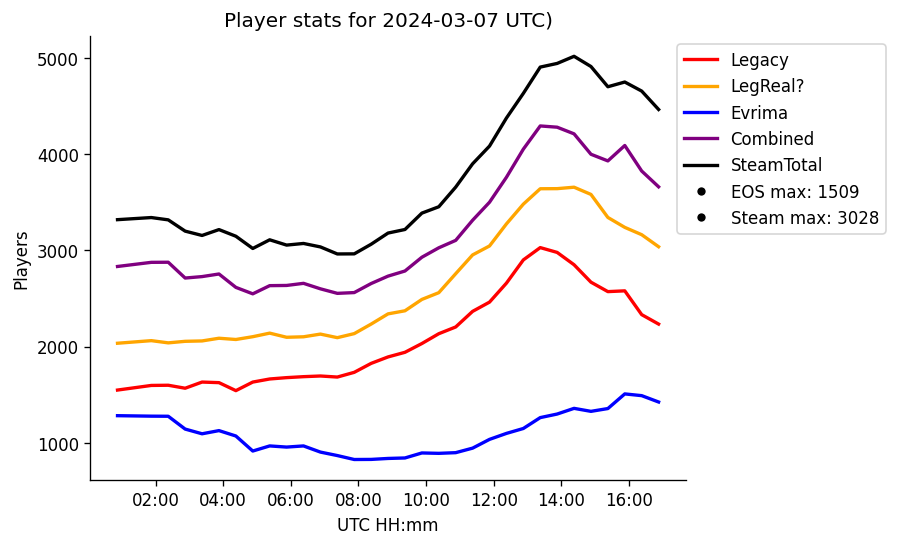 Player stats for 2024-03-07 UTC)
5000
4000
3000
2000
1000
Players
02:00 04:00 06:00 08:00 10:00 12:00 14:00 16:00
UTC HH:mm
Legacy
LegReal?
Evrima
Combined
SteamTotal
EOS max: 1509
Steam max: 3028